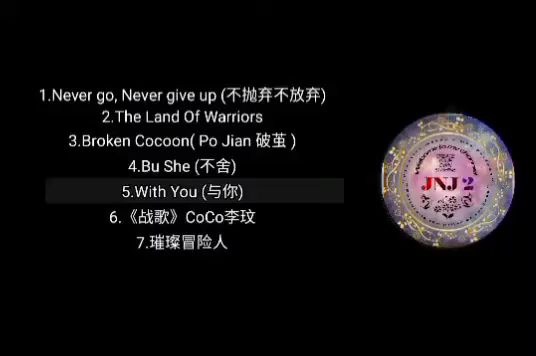 1.Never go, Never give up (不抛弃不放弃)
2.The Land Of Warriors
3.Broken Cocoon( Po Jian 破茧 )
4.Bu She (不舍)
5.With You (与你)
6.《战歌》CoCo李玟
7.璀璨冒险人
JNJ 2